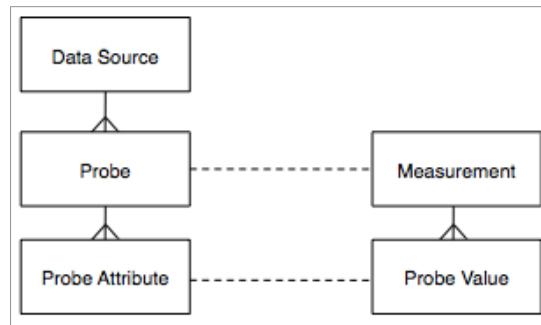 Data Source
Probe
Measurement
Probe Attribute
Probe Value